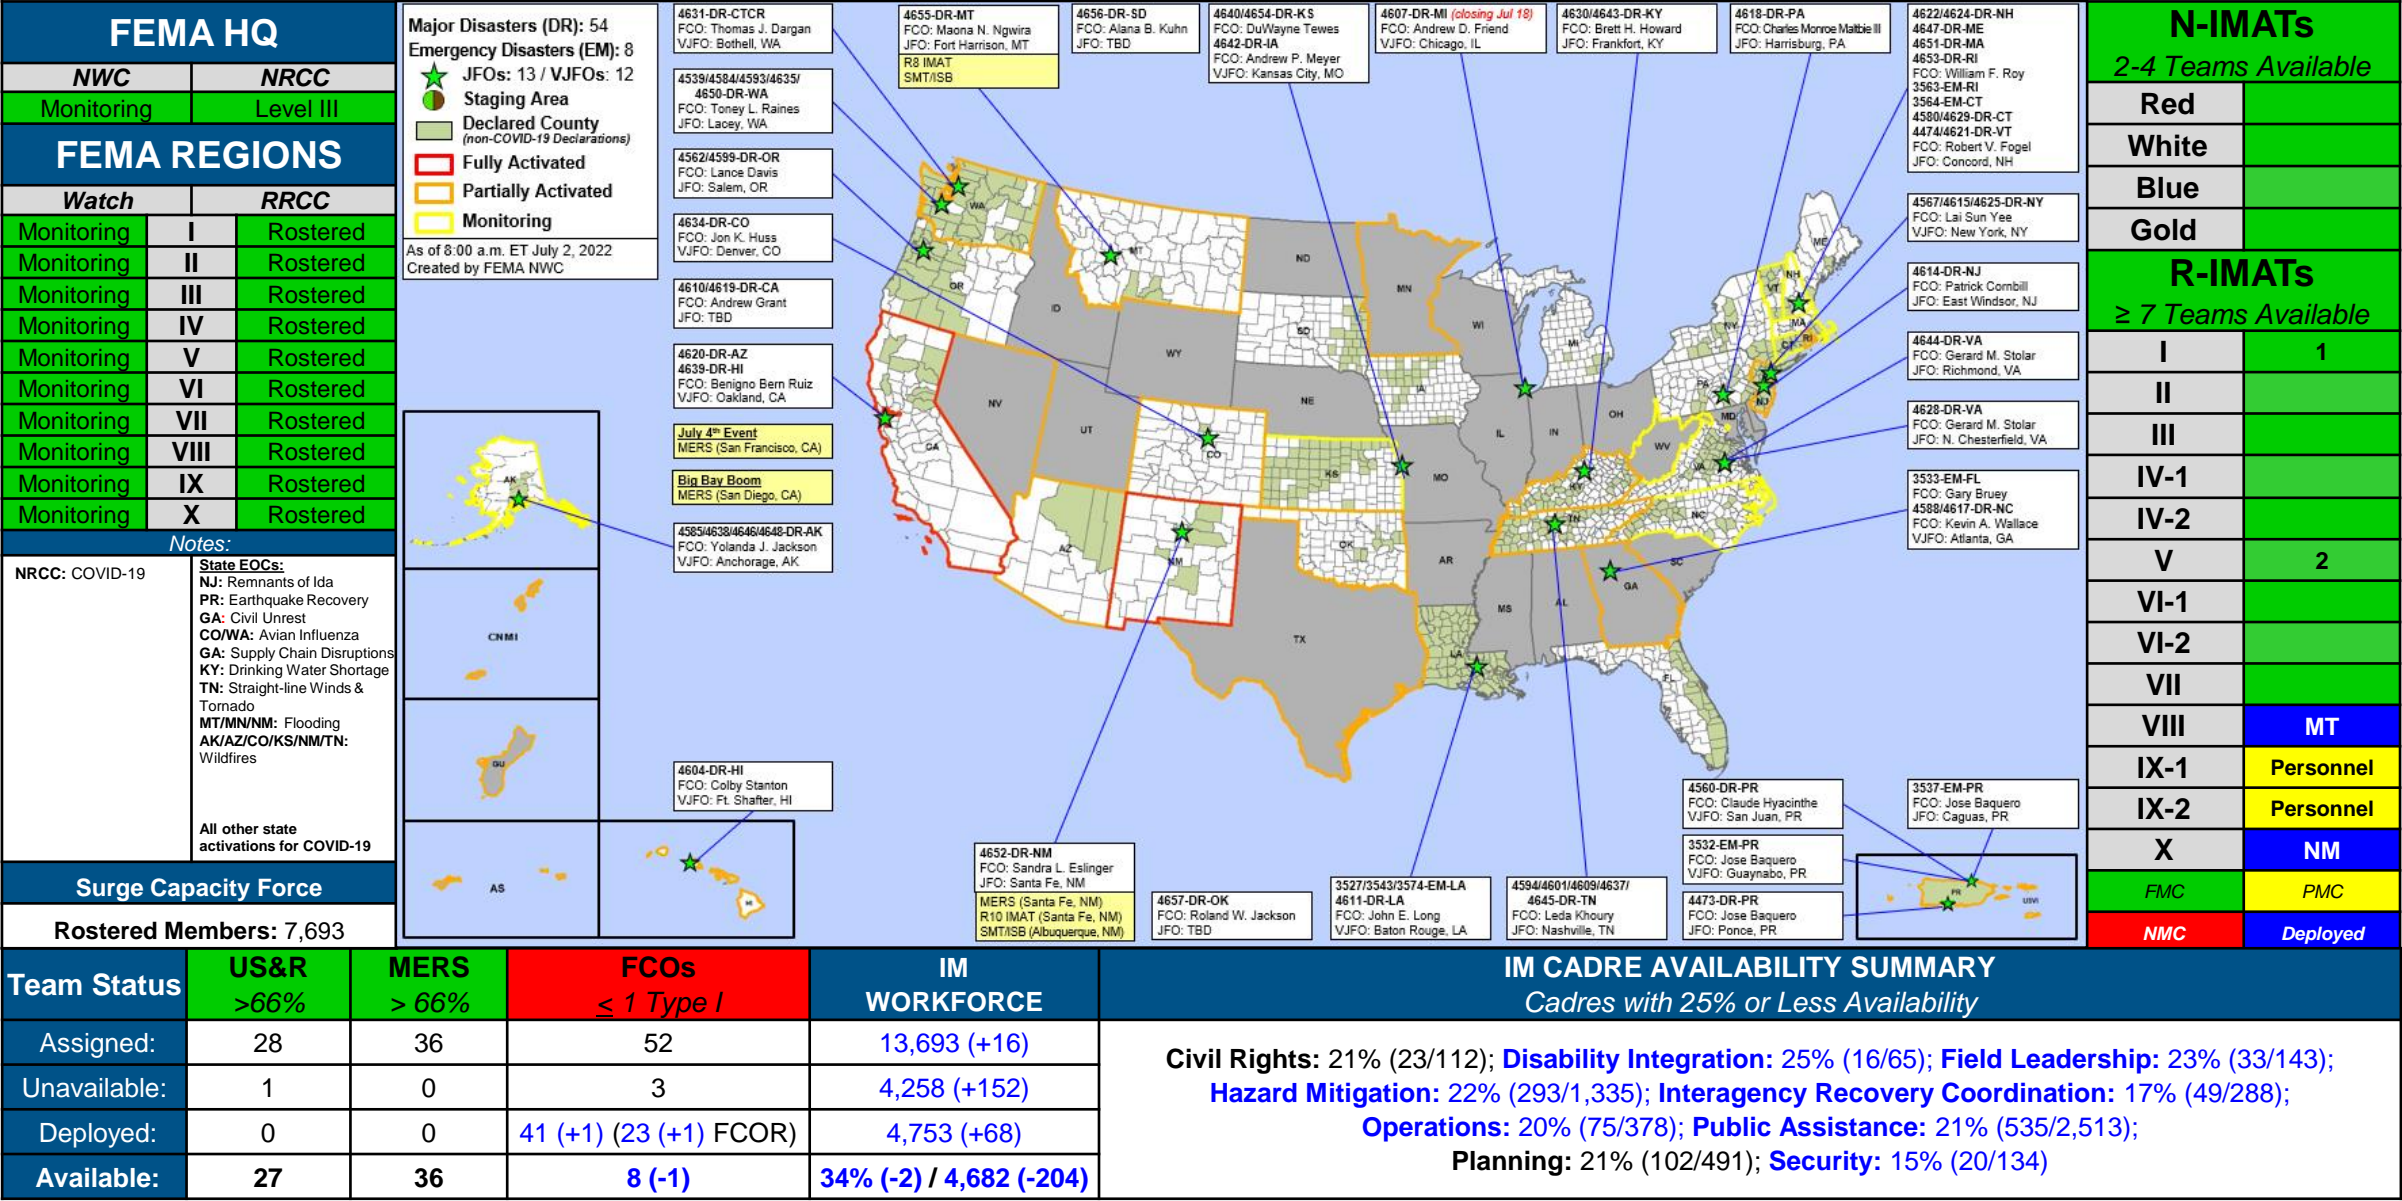 FEMA HQ
NWC NRCC
Monitoring Level III
FEMA REGIONS
Watch RRCC
Monitoring I Rostered
Monitoring II Rostered
Monitoring III Rostered
Monitoring IV Rostered
Monitoring V Rostered
Monitoring VI Rostered
Monitoring VII Rostered
Monitoring VIII Rostered
Monitoring IX Rostered
Monitoring X Rostered
Notes:
NRCC: COVID-19
State EOCs:
NJ: Remnants of Ida
PR: Earthquake Recovery
GA: Civil Unrest
CO/WA: Avian Influenza
GA: Supply Chain Disruptions
KY: Drinking Water Shortage
TN: Straight-line Winds &
Tornado
MT/MN/NM: Flooding
AK/AZ/CO/KS/NM/TN:
Wildfires
All other state
activations for COVID-19
Surge Capacity Force
Rostered Members: 7,693
Major Disasters (DR): 54
Emergency Disasters (EM): 8
JFOs: 13 / VJFOs: 12
Staging Area
Declared County
(non-COVID-19 Declarations)
Fully Activated
Partially Activated
Monitoring
As of 8:00 a.m. ET July 2, 2022
Created by FEMA NWC
4631-DR-CTCR
FCO: Thomas J. Dargan
VJFO: Bothell, WA
4539/4584/4593/4635/
4650-DR-WA
FCO: Toney L. Raines
JFO: Lacey, WA
4562/4599-DR-OR
FCO: Lance Davis
JFO: Salem, OR
4634-DR-CO
FCO: Jon K. Huss
VJFO: Denver, CO
4610/4619-DR-CA
FCO: Andrew Grant
JFO: TBD
4620-DR-AZ
4639-DR-HI
FCO: Benigno Bern Ruiz
VJFO: Oakland, CA
July 4th Event
MERS (San Francisco, CA)
Big Bay Boom
MERS (San Diego, CA)
4585/4638/4646/4648-DR-AK
FCO: Yolanda J. Jackson
VJFO: Anchorage, AK
4604-DR-HI
FCO: Colby Stanton
VJFO: Ft. Shafter, HI
4655-DR-MT
FCO: Maona N. Ngwira
JFO: Fort Harrison, MT
R8 IMAT
SMT/ISB
4656-DR-SD
FCO: Alana B. Kuhn
JFO: TBD
4640/4654-DR-KS
FCO: DuWayne Tewes
4642-DR-IA
FCO: Andrew P. Meyer
VJFO: Kansas City, MO
4607-DR-MI (closing Jul 18)
FCO: Andrew D. Friend
VJFO: Chicago, IL
4630/4643-DR-KY
FCO: Brett H. Howard
JFO: Frankfort, KY
4618-DR-PA
FCO: Charles Monroe Maltbie III
JFO: Harrisburg, PA
4622/4624-DR-NH
4647-DR-ME
4651-DR-MA
4653-DR-RI
FCO: William F. Roy
3563-EM-RI
3564-EM-CT
4580/4629-DR-CT
4474/4621-DR-VT
FCO: Robert V. Fogel
JFO: Concord, NH
4567/4615/4625-DR-NY
FCO: Lai Sun Yee
VJFO: New York, NY
4614-DR-NJ
FCO: Patrick Cornbill
JFO: East Windsor, NJ
4644-DR-VA
FCO: Gerard M. Stolar
JFO: Richmond, VA
4628-DR-VA
FCO: Gerard M. Stolar
JFO: N. Chesterfield, VA
3533-EM-FL
FCO: Gary Bruey
4588/4617-DR-NC
FCO: Kevin A. Wallace
VJFO: Atlanta, GA
WA
OR
ID
MT
ND
MN
SD
WY
NE
IA
WI
MI
NV
UT
CO
KS
MO
IL
IN
OH
CA
AZ
NM
OK
AR
TX
LA
MS
AL
GA
FL
SC
NC
TN
KY
WV
VA
MD
PA
NJ
NY
CT
RI
MA
VT
NH
ME
AK
CNMI
GU
AS
HI
PR
USVI
4652-DR-NM
FCO: Sandra L. Eslinger
JFO: Santa Fe, NM
MERS (Santa Fe, NM)
R10 IMAT (Santa Fe, NM)
SMT/ISB (Albuquerque, NM)
4657-DR-OK
FCO: Roland W. Jackson
JFO: TBD
3527/3543/3574-EM-LA
4611-DR-LA
FCO: John E. Long
VJFO: Baton Rouge, LA
4594/4601/4609/4637/
4645-DR-TN
FCO: Leda Khoury
JFO: Nashville, TN
4560-DR-PR
FCO: Claude Hyacinthe
VJFO: San Juan, PR
3532-EM-PR
FCO: Jose Baquero
VJFO: Guaynabo, PR
4473-DR-PR
FCO: Jose Baquero
JFO: Ponce, PR
3537-EM-PR
FCO: Jose Baquero
JFO: Caguas, PR
N-IMATs
2-4 Teams Available
Red
White
Blue
Gold
R-IMATs
≥ 7 Teams Available
I 1
II
III
IV-1
IV-2
V 2
VI-1
VI-2
VII
VIII MT
IX-1 Personnel
IX-2 Personnel
X NM
FMC PMC
NMC Deployed
Team Status US&R >66% MERS > 66% FCOs ≤ 1 Type I IM WORKFORCE
Assigned: 28 36 52 13,693 (+16)
Unavailable: 1 0 3 4,258 (+152)
Deployed: 0 0 41 (+1) (23 (+1) FCOR) 4,753 (+68)
Available: 27 36 8 (-1) 34% (-2) / 4,682 (-204)
IM CADRE AVAILABILITY SUMMARY
Cadres with 25% or Less Availability
Civil Rights: 21% (23/112); Disability Integration: 25% (16/65); Field Leadership: 23% (33/143);
Hazard Mitigation: 22% (293/1,335); Interagency Recovery Coordination: 17% (49/288);
Operations: 20% (75/378); Public Assistance: 21% (535/2,513);
Planning: 21% (102/491); Security: 15% (20/134)